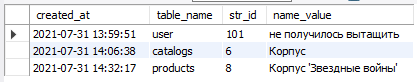 created_at table_name str_id name_value
2021-07-31 13:59:51 user 101 не получилось вытащить
2021-07-31 14:06:38 catalogs 6 Корпус
2021-07-31 14:32:17 products 8 Корпус 'Звездные войны'